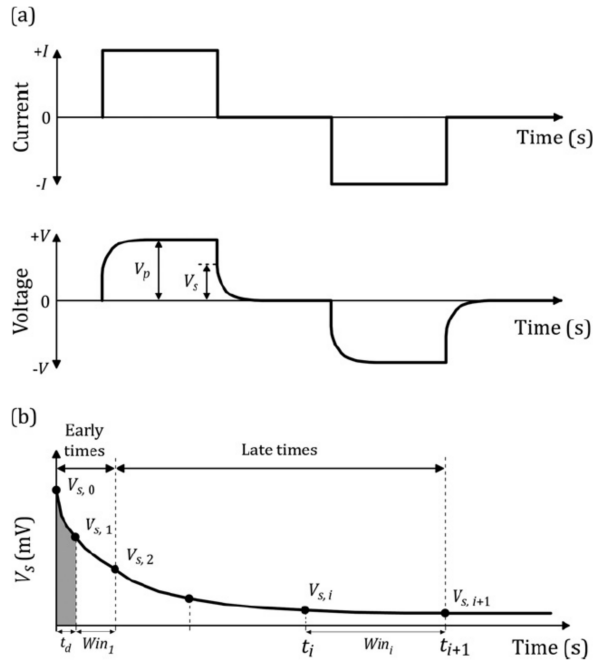 (a)
+I
Current
0
Time (s)
-I
+V
Vp
Vs
Voltage
0
Time (s)
-V
(b)
Early
times
Late times
Vs, 0
Vs, 1
Vs (mV)
Vs, 2
Vs, i
Vs, i+1
td
Win1
ti
Wini
ti+1
Time (s)